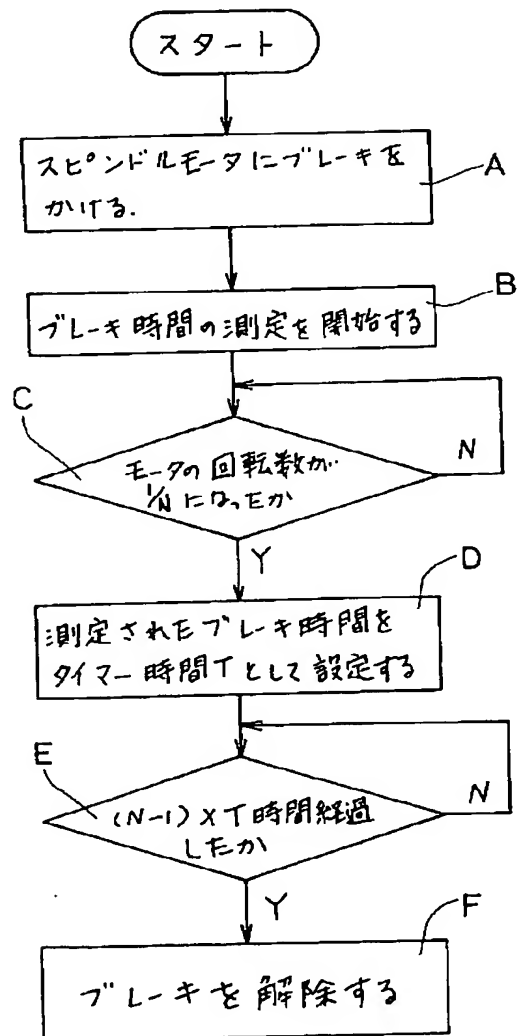 スタート
スピンドルモータにブレーキを
かける.
A
ブレーキ時間の測定を開始する
B
C
モータの回転数が
1/Nになったか
N
Y
D
測定されたブレーキ時間を
タイマー時間Tとして設定する
E
(N-1)×T時間経過
したか
N
Y
F
ブレーキを解除する